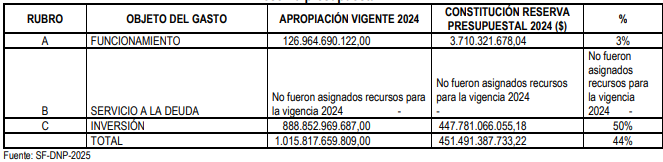 RUBRO OBJETO DEL GASTO APROPIACIÓN VIGENTE 2024 CONSTITUCIÓN RESERVA PRESUPUESTAL 2024 ($) %
A FUNCIONAMIENTO 126.964.690.122,00 3.710.321.678,04 3%
B SERVICIO A LA DEUDA No fueron asignados recursos para la vigencia 2024 - No fueron asignados recursos para la vigencia 2024 - No fueron asignados recursos para la vigencia 2024 -
C INVERSIÓN 888.852.969.687,00 447.781.066.055,18 50%
TOTAL 1.015.817.659.809,00 451.491.387.733,22 44%
Fuente: SF-DNP-2025